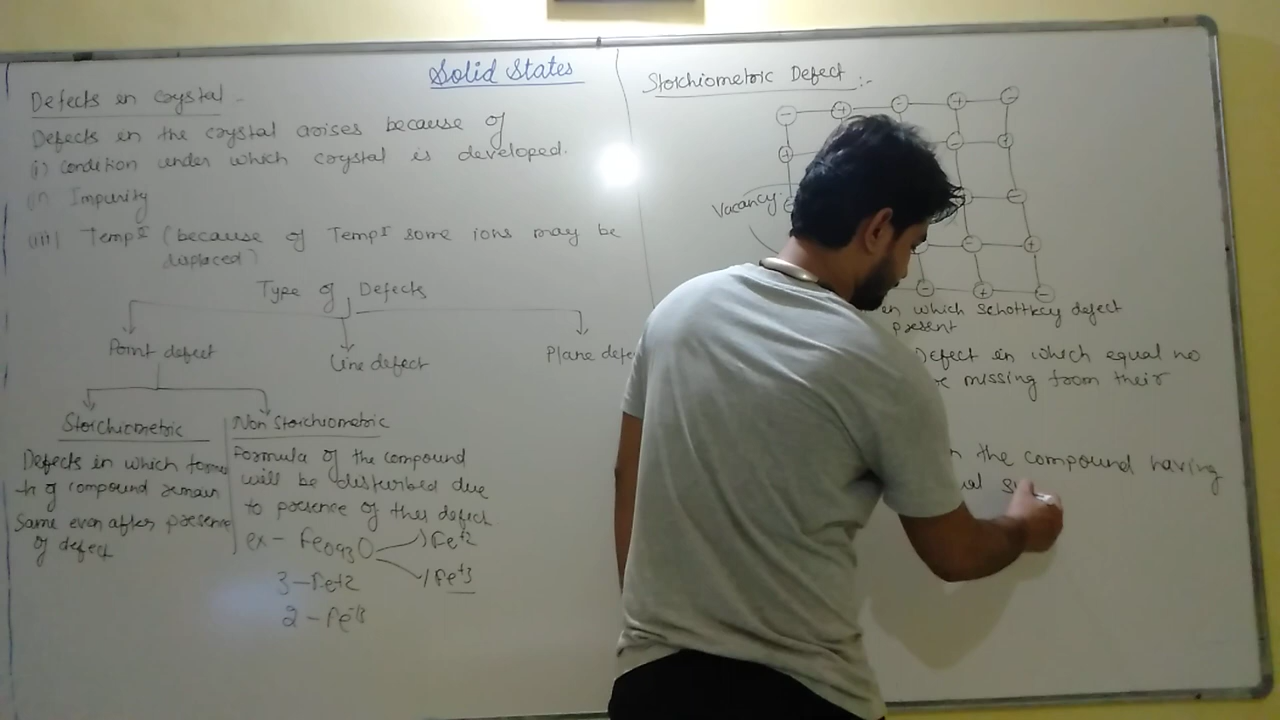 Solid States
Defects in crystal -
Defects in the crystal arises because of
(i) condition under which crystal is developed.
(ii) Impurity
(iii) Temp^r (because of Temp^r some ions may be
displaced)
Type of Defects
Point defect
Line defect
Plane defe
Stoichiometric
Defects in which
of compound remain
Same even after presence
of defect
Non Stoichiometric
Formula of the compound
will be disturbed due
to presence of this defect
ex - Fe0.93O
Fe+2
Fe+3
3 - Fe+2
2 - Fe+3
Stoichiometric Defect :-
Vacancy
in which Schottky defect
present
Defect in which equal no
missing from their
the compound having